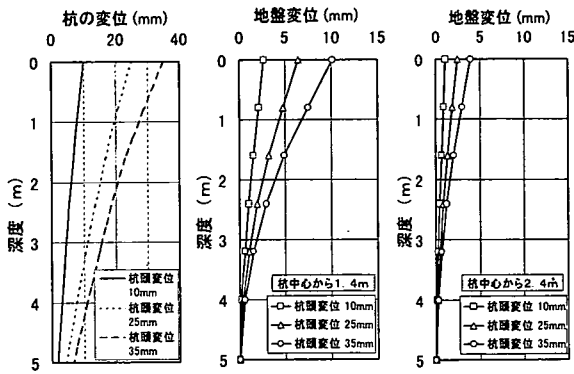 杭の変位(mm)
0 20 40
0
1
2
3
4
5
深度(m)
杭頭変位
10mm
杭頭変位
25mm
杭頭変位
35mm
地盤変位(mm)
0 5 10 15
0
1
2
3
4
5
深度(m)
杭中心から1.4m
杭頭変位 10mm
杭頭変位 25mm
杭頭変位 35mm
地盤変位(mm)
0 5 10 15
0
1
2
3
4
5
深度(m)
杭中心から2.4m
杭頭変位 10mm
杭頭変位 25mm
杭頭変位 35mm